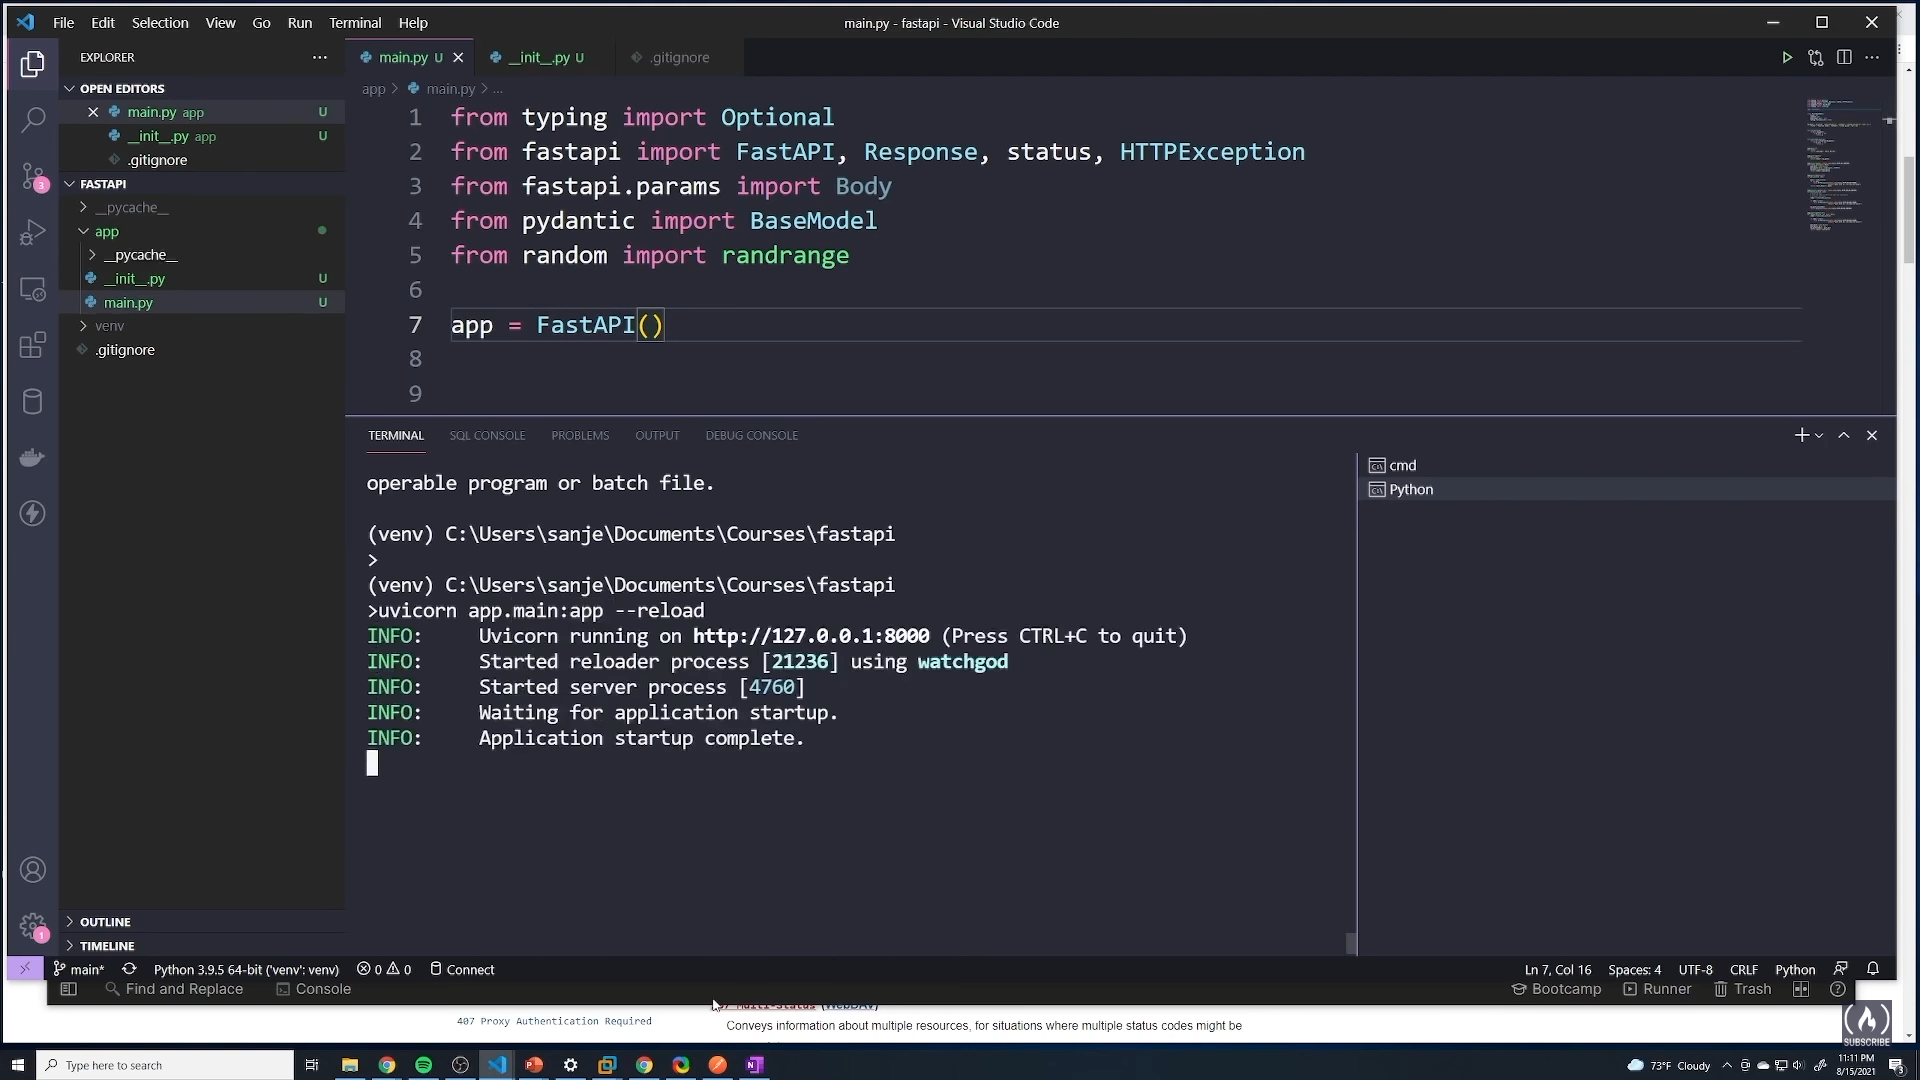 File Edit Selection View Go Run Terminal Help
main.py - fastapi - Visual Studio Code
EXPLORER
OPEN EDITORS
main.py app U
__init__.py app U
.gitignore
FASTAPI
__pycache__
app
__pycache__
__init__.py U
main.py U
venv
.gitignore
OUTLINE
TIMELINE
main.py U
__init__.py U
.gitignore
app > main.py > ...
1 from typing import Optional
2 from fastapi import FastAPI, Response, status, HTTPException
3 from fastapi.params import Body
4 from pydantic import BaseModel
5 from random import randrange
6
7 app = FastAPI()
8
9
TERMINAL SQL CONSOLE PROBLEMS OUTPUT DEBUG CONSOLE
operable program or batch file.
(venv) C:\Users\sanje\Documents\Courses\fastapi
>
(venv) C:\Users\sanje\Documents\Courses\fastapi
>uvicorn app.main:app --reload
INFO: Uvicorn running on http://127.0.0.1:8000 (Press CTRL+C to quit)
INFO: Started reloader process [21236] using watchgod
INFO: Started server process [4760]
INFO: Waiting for application startup.
INFO: Application startup complete.
cmd
Python
3
1
main* Python 3.9.5 64-bit ('venv': venv) 0 0 Connect
Ln 7, Col 16 Spaces: 4 UTF-8 CRLF Python
Find and Replace Console
Bootcamp Runner Trash
Multi-Status (WebDAV)
407 Proxy Authentication Required
Conveys information about multiple resources, for situations where multiple status codes might be
SUBSCRIBE
Type here to search
73°F Cloudy
11:11 PM
8/15/2021
3